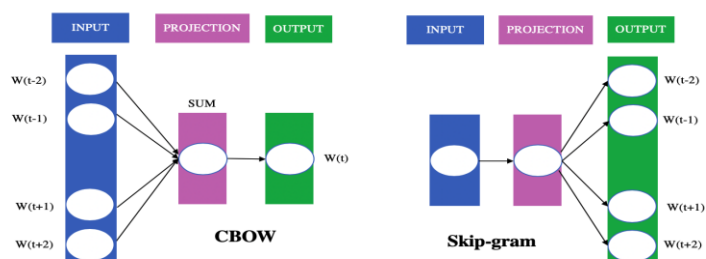 INPUT PROJECTION OUTPUT
W(t-2)
W(t-1)
SUM
W(t)
W(t+1)
W(t+2)
CBOW
INPUT PROJECTION OUTPUT
W(t-2)
W(t-1)
W(t+1)
W(t+2)
Skip-gram